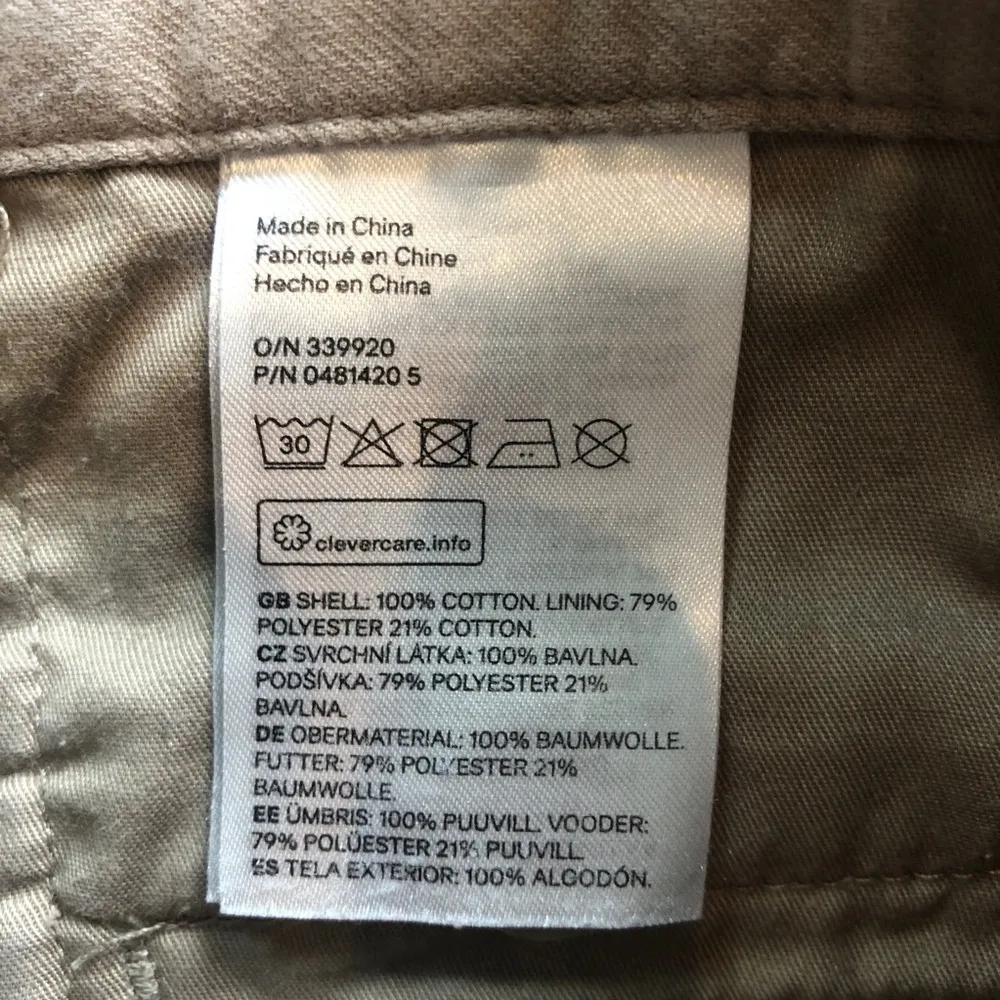 Made in China
Fabriqué en Chine
Hecho en China
O/N 339920
P/N 0481420 5
30
clevercare.info
GB SHELL: 100% COTTON. LINING: 79%
POLYESTER 21% COTTON.
CZ SVRCHNÍ LÁTKA: 100% BAVLNA.
PODŠÍVKA: 79% POLYESTER 21%
BAVLNA.
DE OBERMATERIAL: 100% BAUMWOLLE.
FUTTER: 79% POLYESTER 21%
BAUMWOLLE.
EE ÜMBRIS: 100% PUUVILL. VOODER:
79% POLÜESTER 21% PUUVILL.
ES TELA EXTERIOR: 100% ALGODÓN.